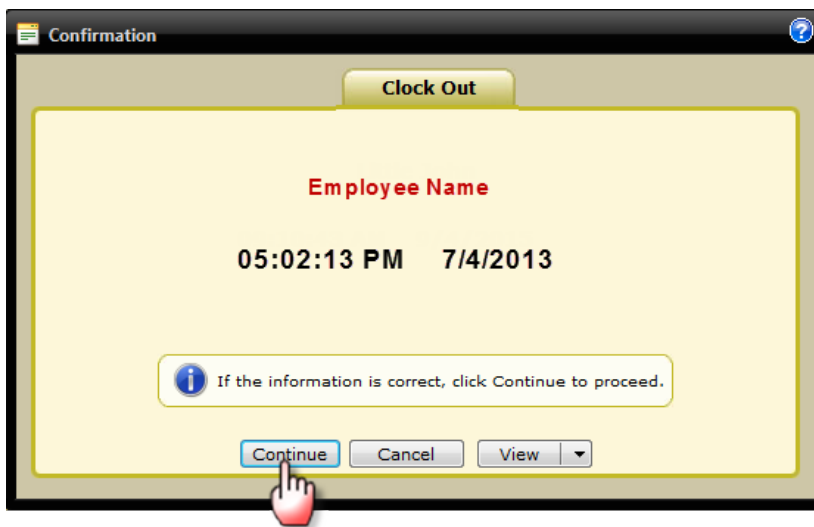 Confirmation
?
Clock Out
Employee Name
05:02:13 PM 7/4/2013
i If the information is correct, click Continue to proceed.
Continue Cancel View